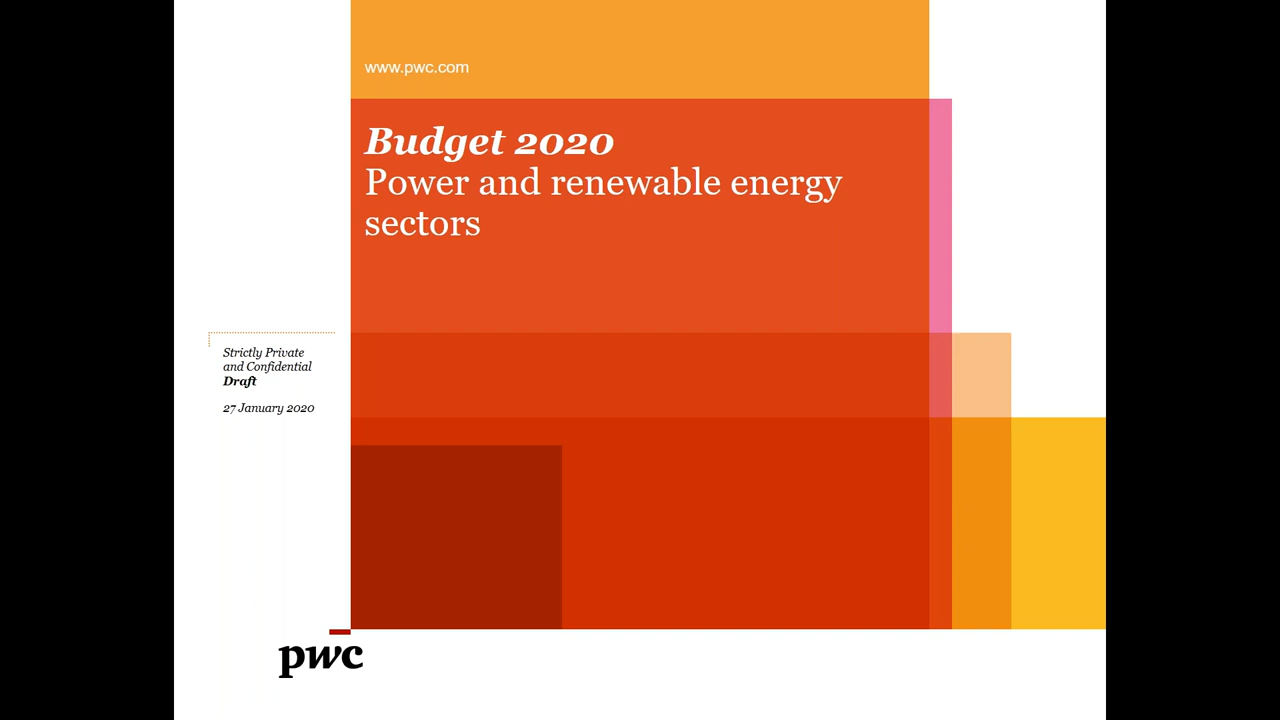 www.pwc.com
Budget 2020
Power and renewable energy
sectors
Strictly Private
and Confidential
Draft
27 January 2020
pwc